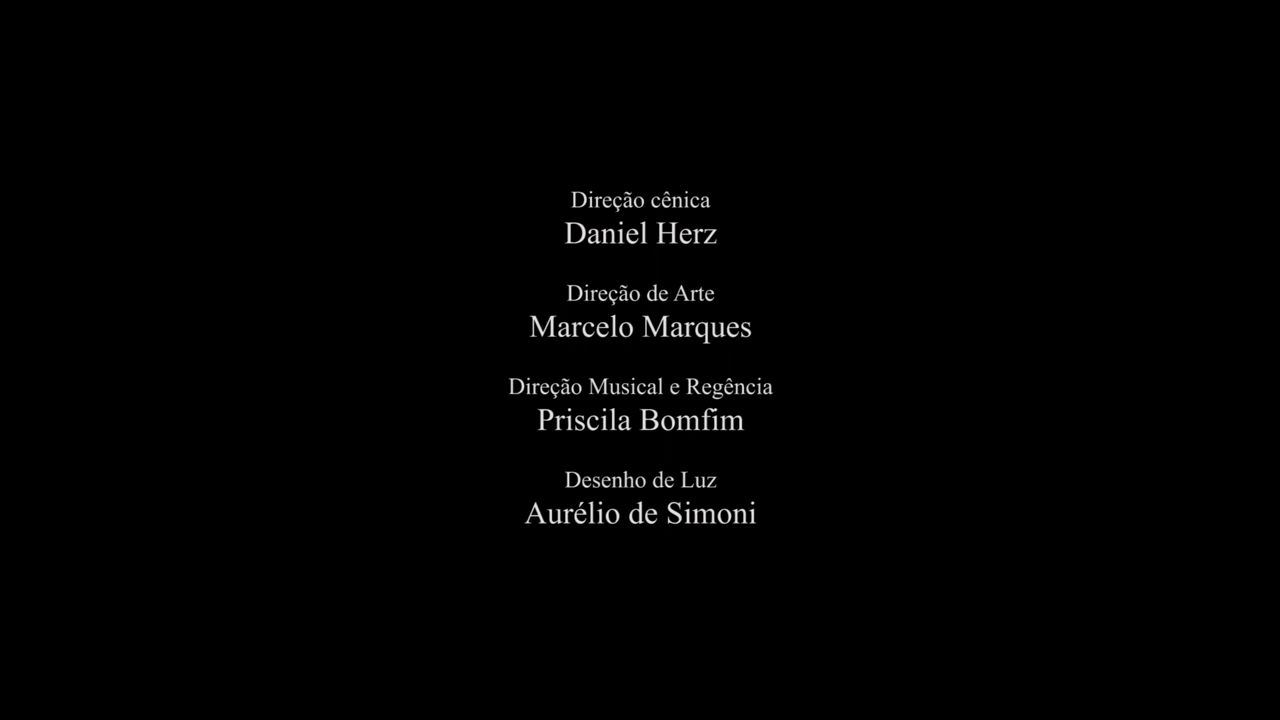 Direção cênica
Daniel Herz
Direção de Arte
Marcelo Marques
Direção Musical e Regência
Priscila Bomfim
Desenho de Luz
Aurélio de Simoni